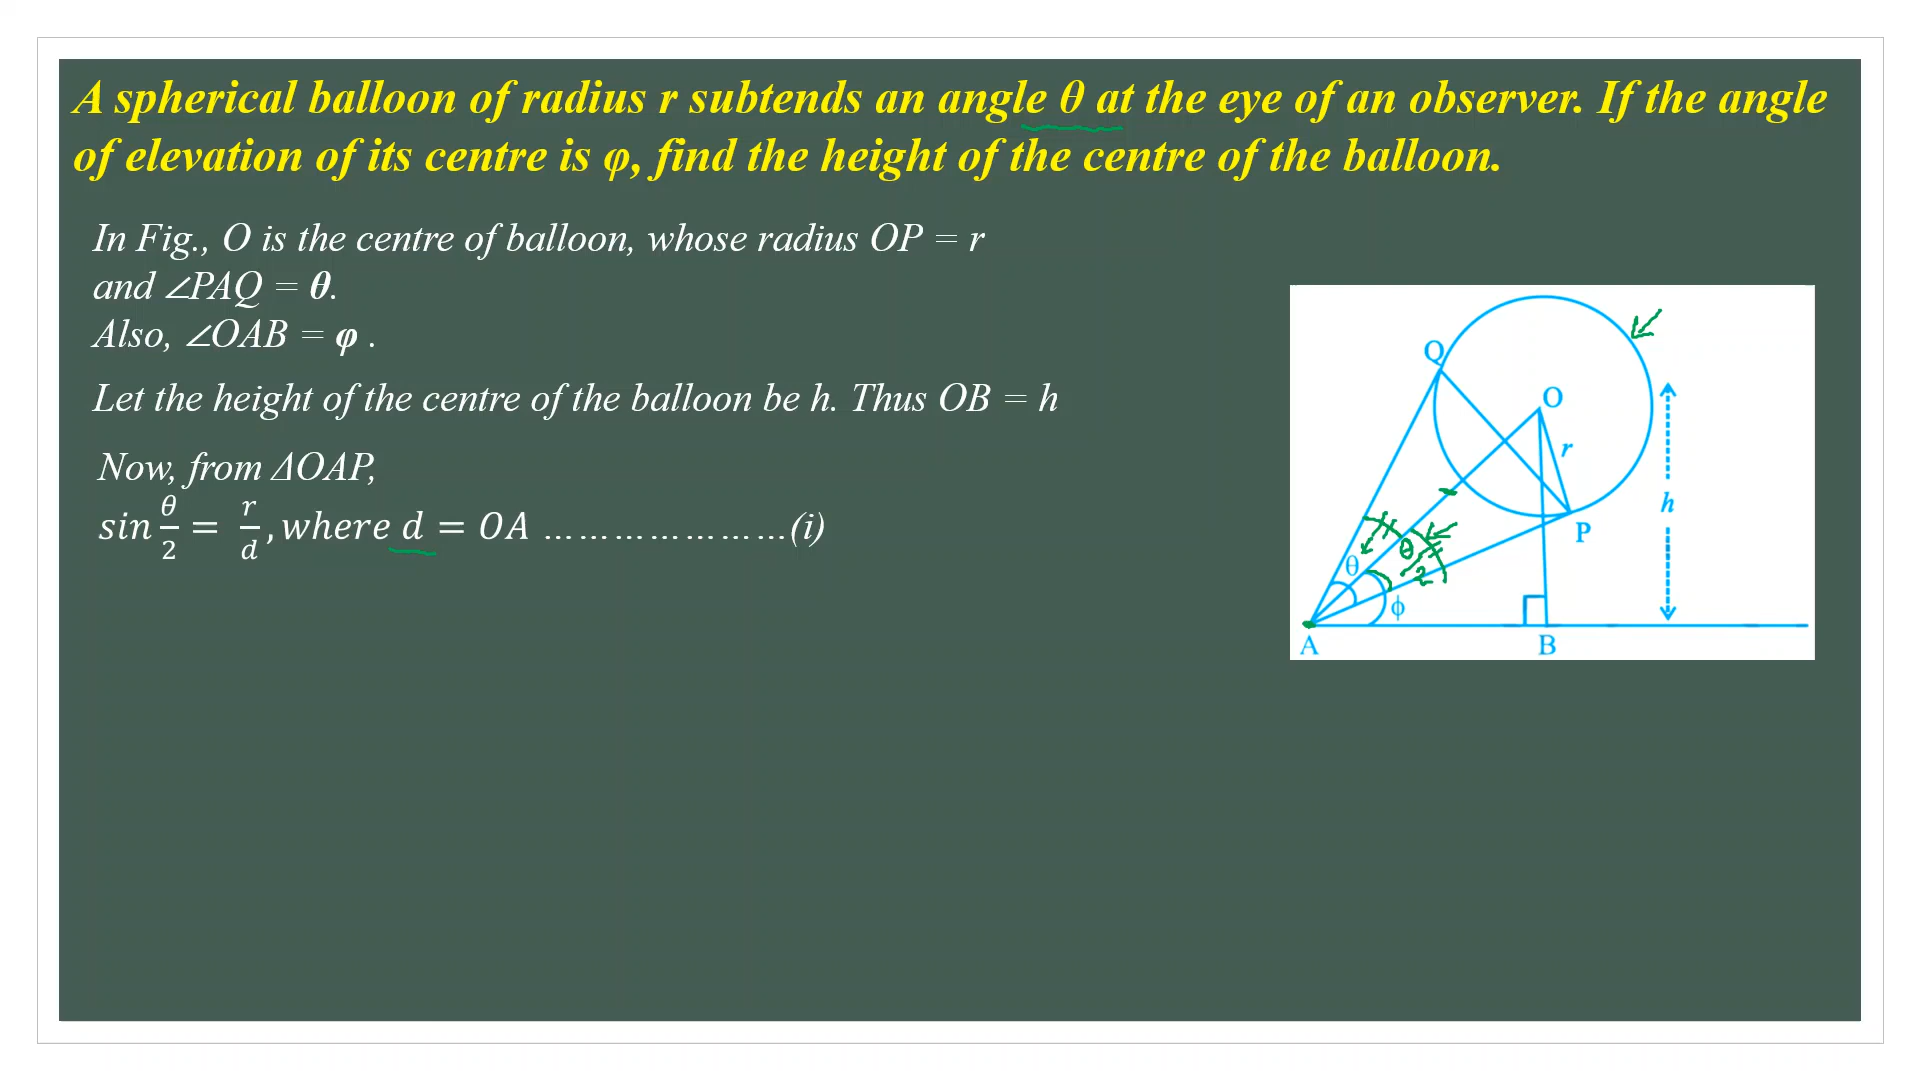 A spherical balloon of radius r subtends an angle θ at the eye of an observer. If the angle
of elevation of its centre is φ, find the height of the centre of the balloon.
In Fig., O is the centre of balloon, whose radius OP = r
and ∠PAQ = θ.
Also, ∠OAB = φ .
Let the height of the centre of the balloon be h. Thus OB = h
Now, from ΔOAP,
sin θ/2 = r/d, where d = OA …………………(i)
Q
O
r
h
P
θ
θ/2
ϕ
A
B